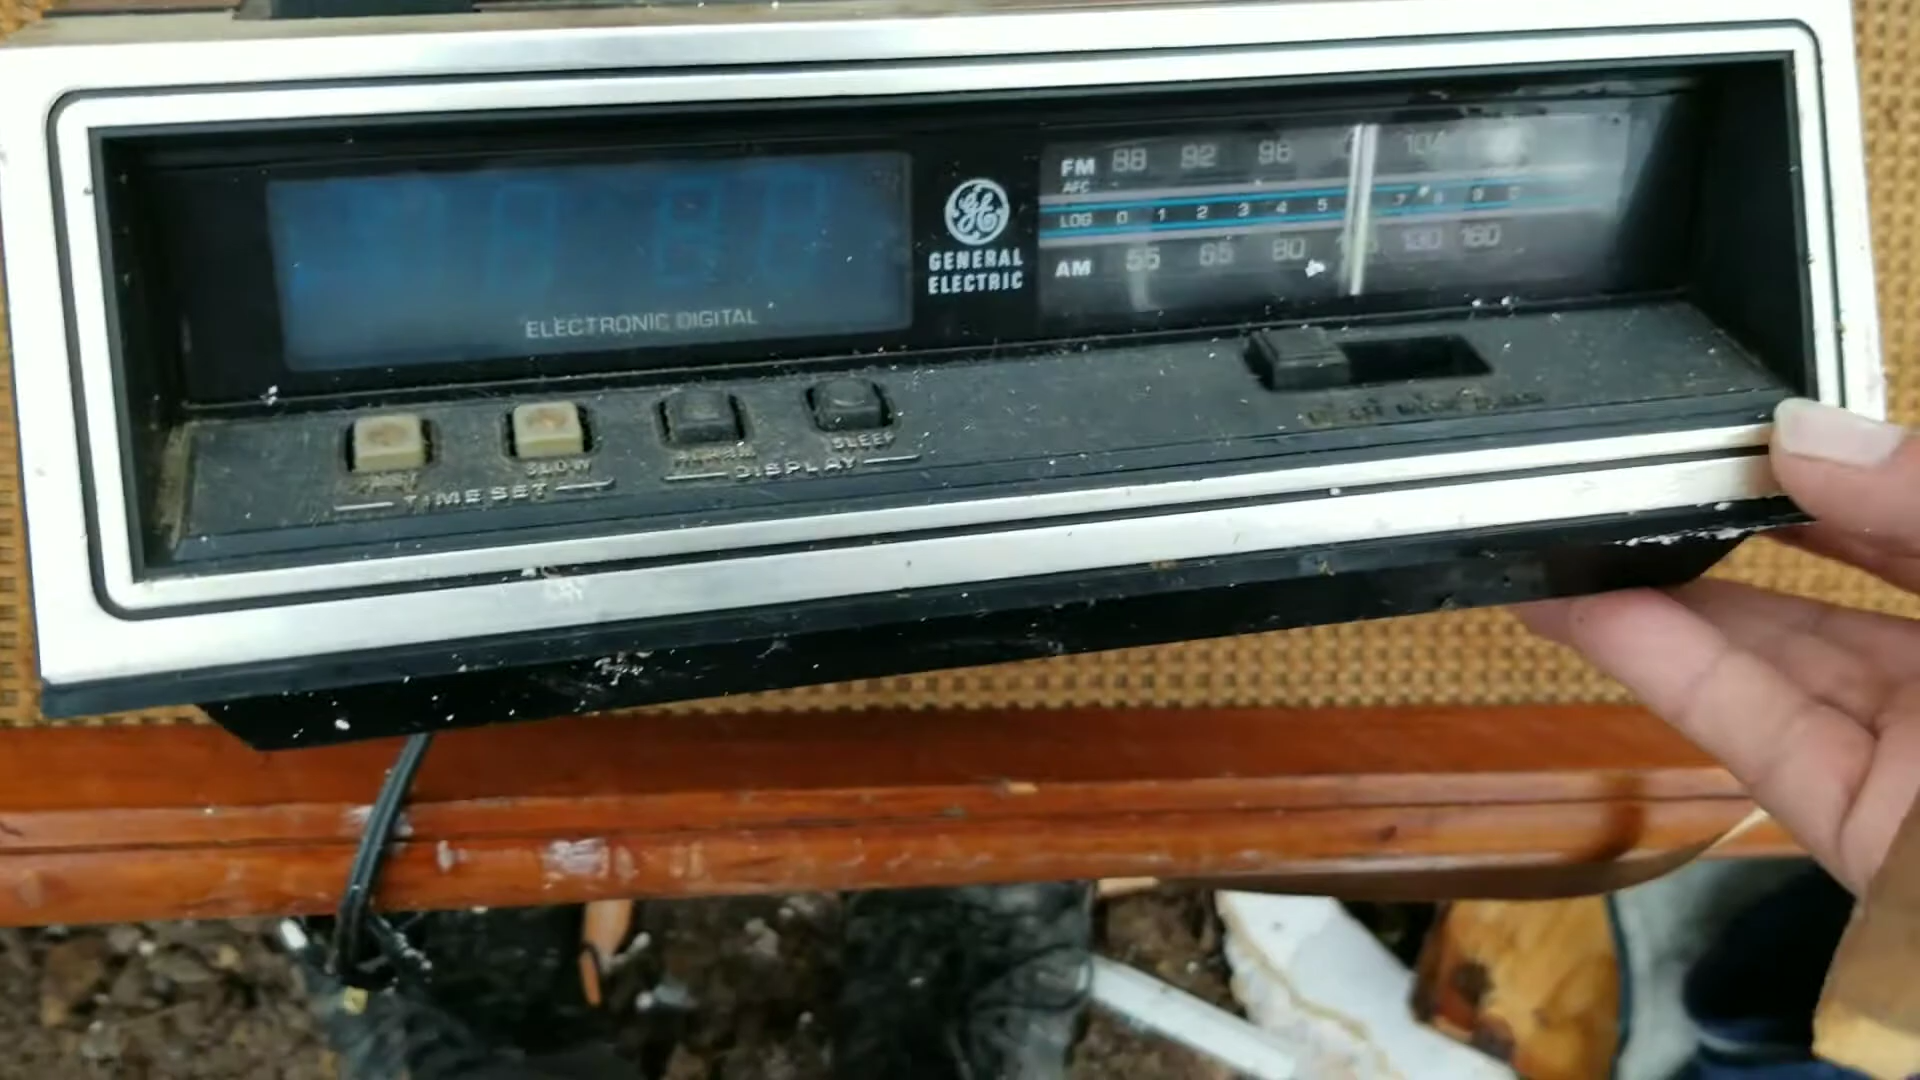 ELECTRONIC DIGITAL
GENERAL
ELECTRIC
FM 88 92 96 104
AFC
LOG 0 1 2 3 4 5 7 8 9
AM 55 65 80 130 160
SLOW
TIME SET
ALARM SLEEP
DISPLAY